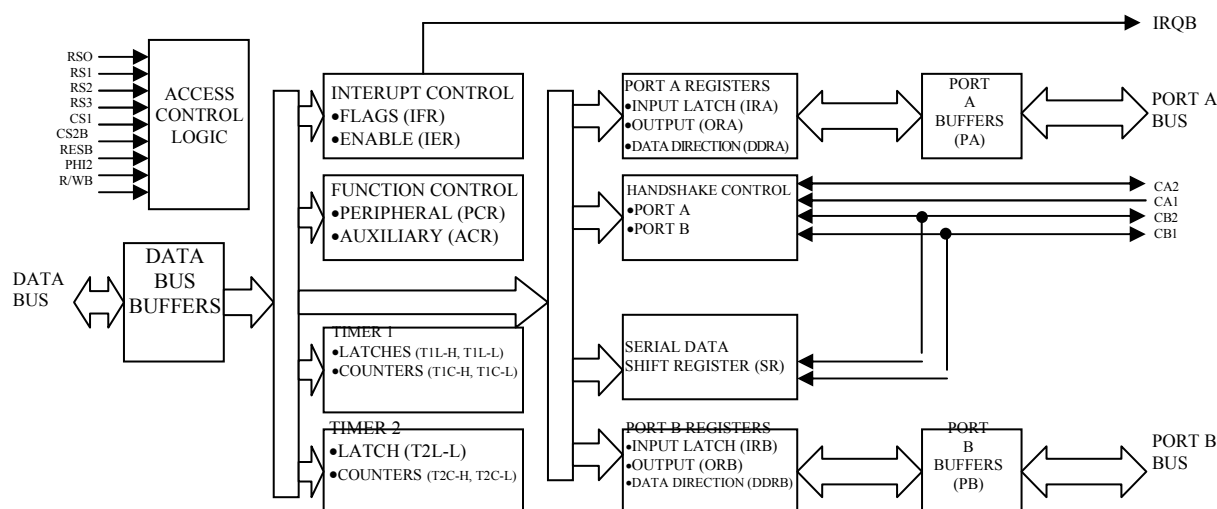 IRQB
RSO
RS1
RS2
RS3
CS1
CS2B
RESB
PHI2
R/WB
ACCESS
CONTROL
LOGIC
INTERUPT CONTROL
•FLAGS (IFR)
•ENABLE (IER)
FUNCTION CONTROL
•PERIPHERAL (PCR)
•AUXILIARY (ACR)
DATA
BUS
DATA
BUS
BUFFERS
TIMER 1
•LATCHES (T1L-H, T1L-L)
•COUNTERS (T1C-H, T1C-L)
TIMER 2
•LATCH (T2L-L)
•COUNTERS (T2C-H, T2C-L)
PORT A REGISTERS
•INPUT LATCH (IRA)
•OUTPUT (ORA)
•DATA DIRECTION (DDRA)
PORT
A
BUFFERS
(PA)
PORT A
BUS
HANDSHAKE CONTROL
•PORT A
•PORT B
CA2
CA1
CB2
CB1
SERIAL DATA
SHIFT REGISTER (SR)
PORT B REGISTERS
•INPUT LATCH (IRB)
•OUTPUT (ORB)
•DATA DIRECTION (DDRB)
PORT
B
BUFFERS
(PB)
PORT B
BUS